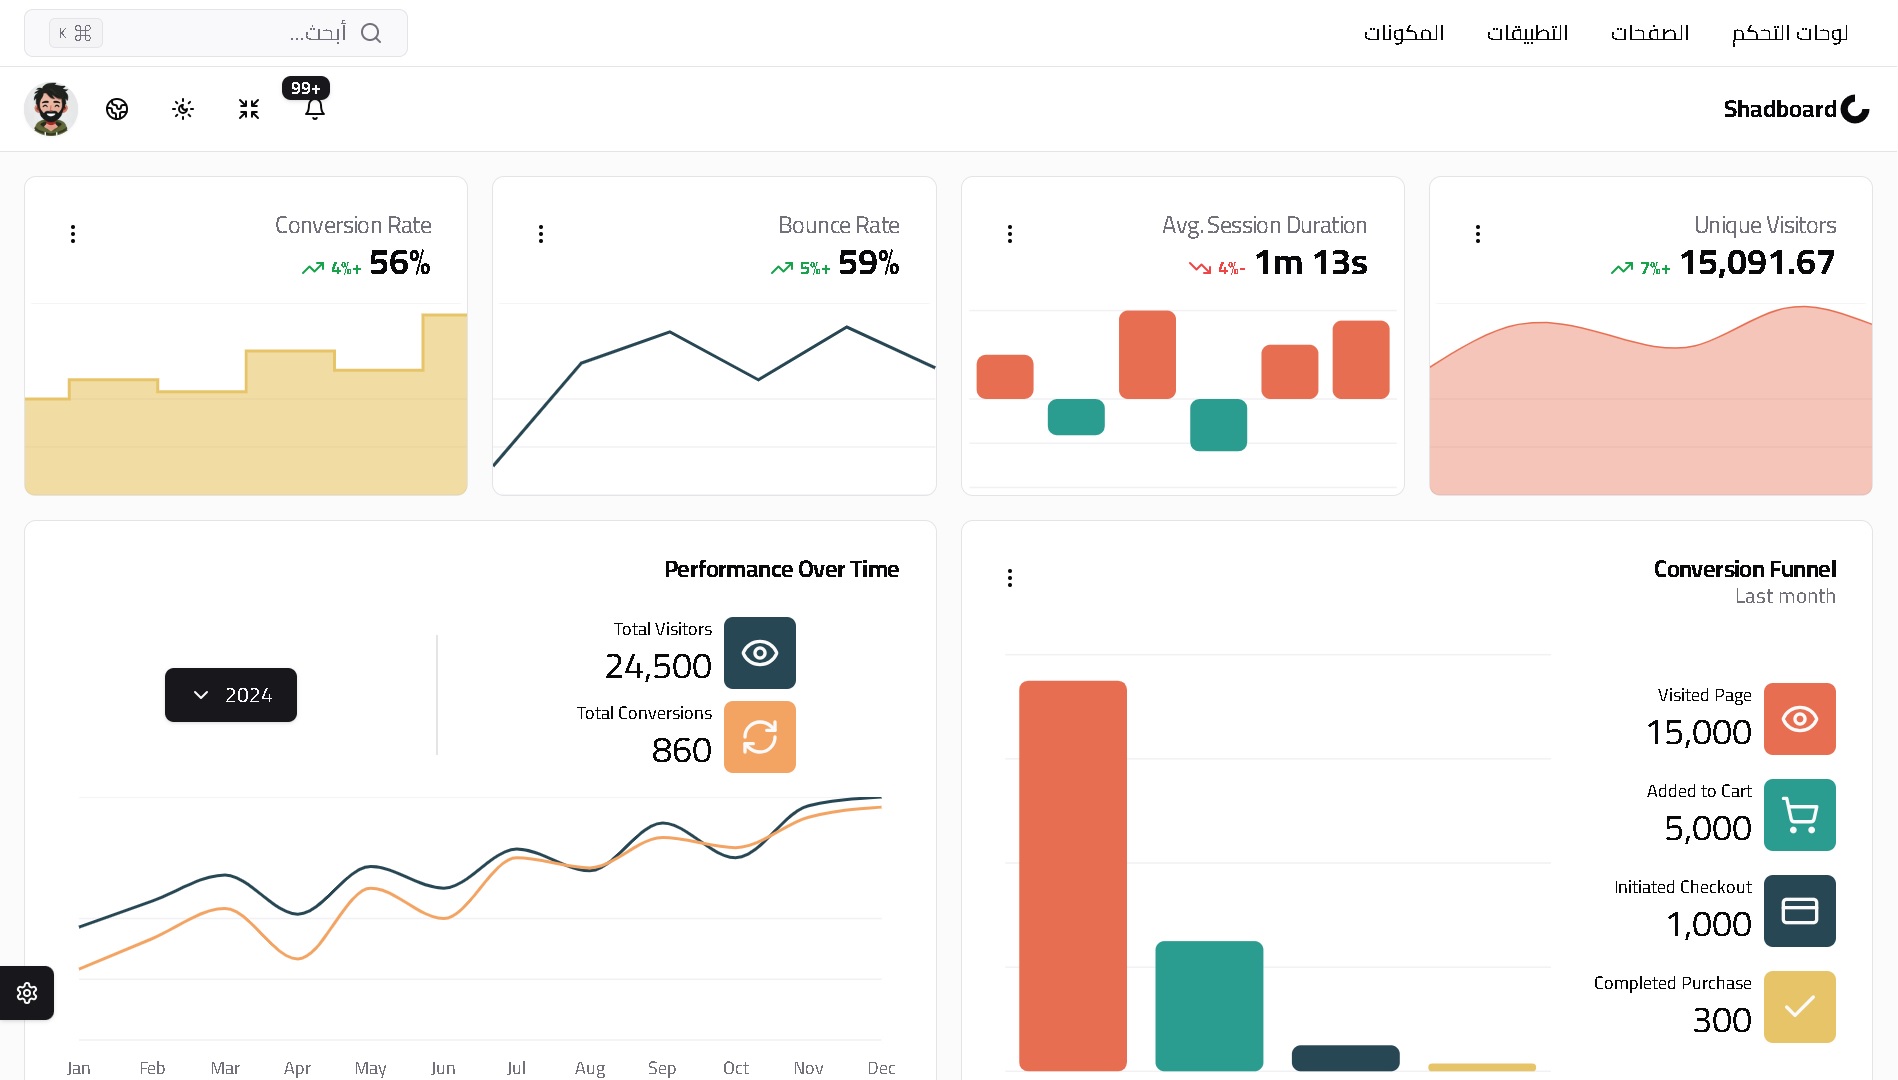 لوحات التحكم
الصفحات
التطبيقات
المكونات
أبحث...
⌘ K
Shadboard
99+
Unique Visitors
15,091.67
7%+
Avg. Session Duration
1m 13s
4%-
Bounce Rate
59%
5%+
Conversion Rate
56%
4%+
Conversion Funnel
Last month
Visited Page
15,000
Added to Cart
5,000
Initiated Checkout
1,000
Completed Purchase
300
Performance Over Time
Total Visitors
24,500
Total Conversions
860
2024
Jan Feb Mar Apr May Jun Jul Aug Sep Oct Nov Dec